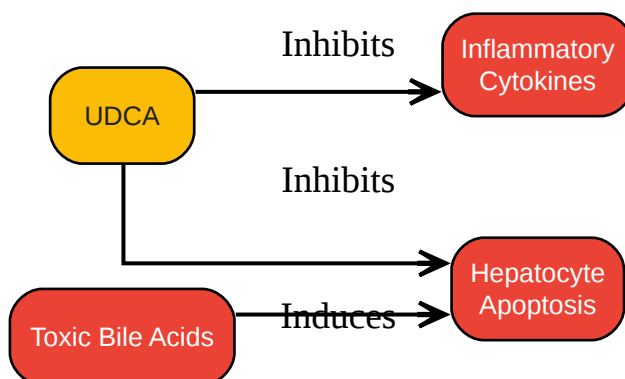 Inhibits
Inflammatory
Cytokines
UDCA
Inhibits
Hepatocyte
Apoptosis
Induces
Toxic Bile Acids